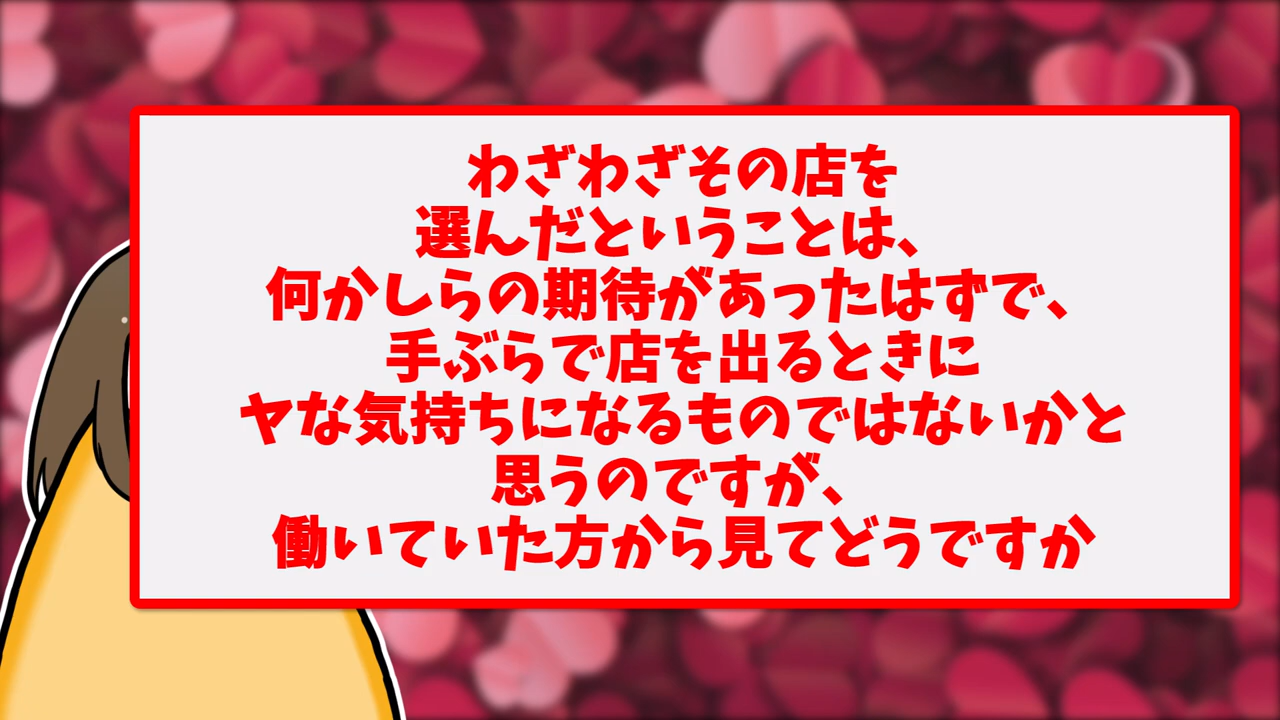 わざわざその店を
選んだということは、
何かしらの期待があったはずで、
手ぶらで店を出るときに
ヤな気持ちになるものではないかと
思うのですが、
働いていた方から見てどうですか